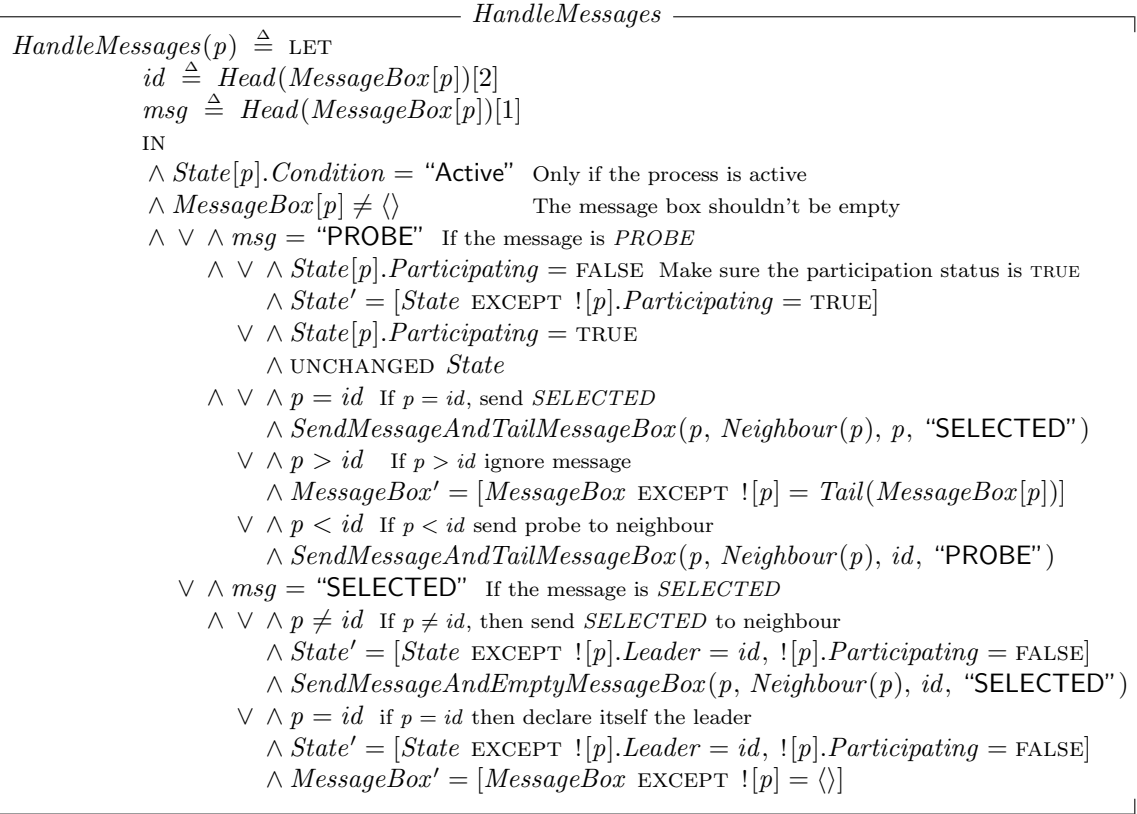 HandleMessages
HandleMessages(p) ≜ LET
id ≜ Head(MessageBox[p])[2]
msg ≜ Head(MessageBox[p])[1]
IN
∧ State[p].Condition = “Active” Only if the process is active
∧ MessageBox[p] ≠ ⟨⟩ The message box shouldn't be empty
∧ ∨ ∧ msg = “PROBE” If the message is PROBE
∧ ∨ ∧ State[p].Participating = FALSE Make sure the participation status is TRUE
∧ State′ = [State EXCEPT ![p].Participating = TRUE]
∨ ∧ State[p].Participating = TRUE
∧ UNCHANGED State
∧ ∨ ∧ p = id If p = id, send SELECTED
∧ SendMessageAndTailMessageBox(p, Neighbour(p), p, “SELECTED”)
∨ ∧ p > id If p > id ignore message
∧ MessageBox′ = [MessageBox EXCEPT ![p] = Tail(MessageBox[p])]
∨ ∧ p < id If p < id send probe to neighbour
∧ SendMessageAndTailMessageBox(p, Neighbour(p), id, “PROBE”)
∨ ∧ msg = “SELECTED” If the message is SELECTED
∧ ∨ ∧ p ≠ id If p ≠ id, then send SELECTED to neighbour
∧ State′ = [State EXCEPT ![p].Leader = id, ![p].Participating = FALSE]
∧ SendMessageAndEmptyMessageBox(p, Neighbour(p), id, “SELECTED”)
∨ ∧ p = id if p = id then declare itself the leader
∧ State′ = [State EXCEPT ![p].Leader = id, ![p].Participating = FALSE]
∧ MessageBox′ = [MessageBox EXCEPT ![p] = ⟨⟩]